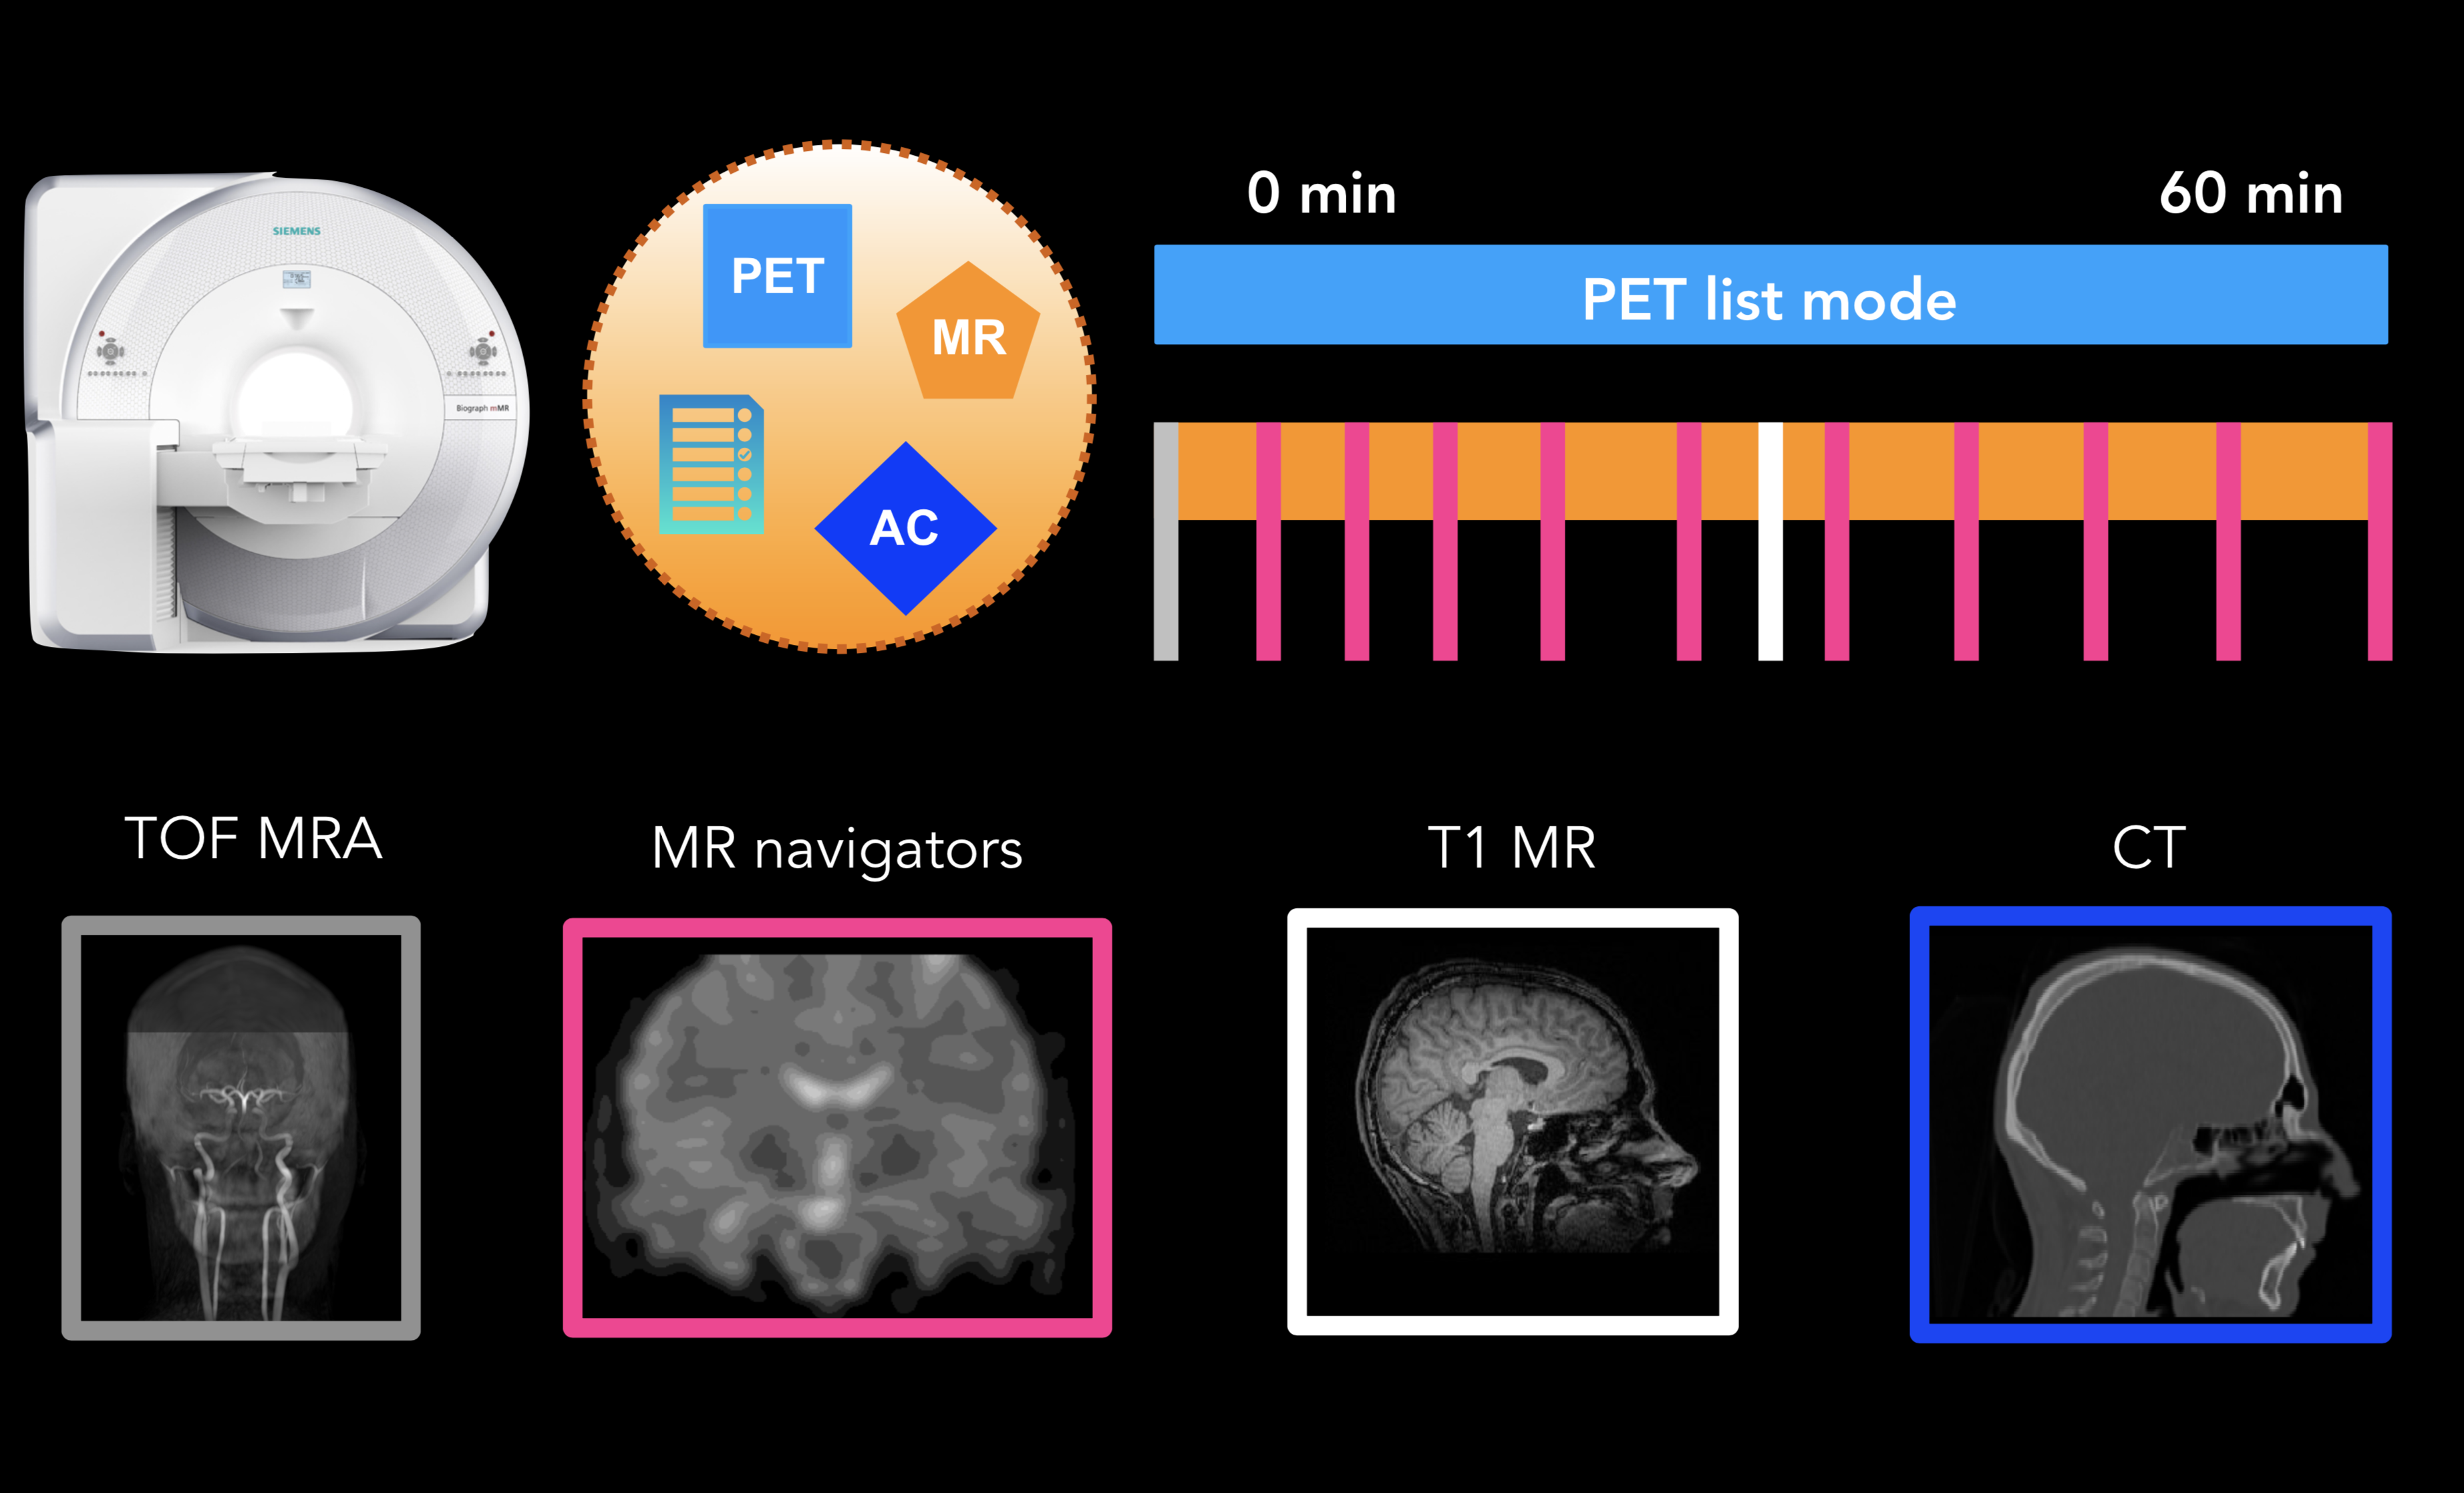 SIEMENS
Biograph mMR
PET
MR
AC
0 min
60 min
PET list mode
TOF MRA
MR navigators
T1 MR
CT